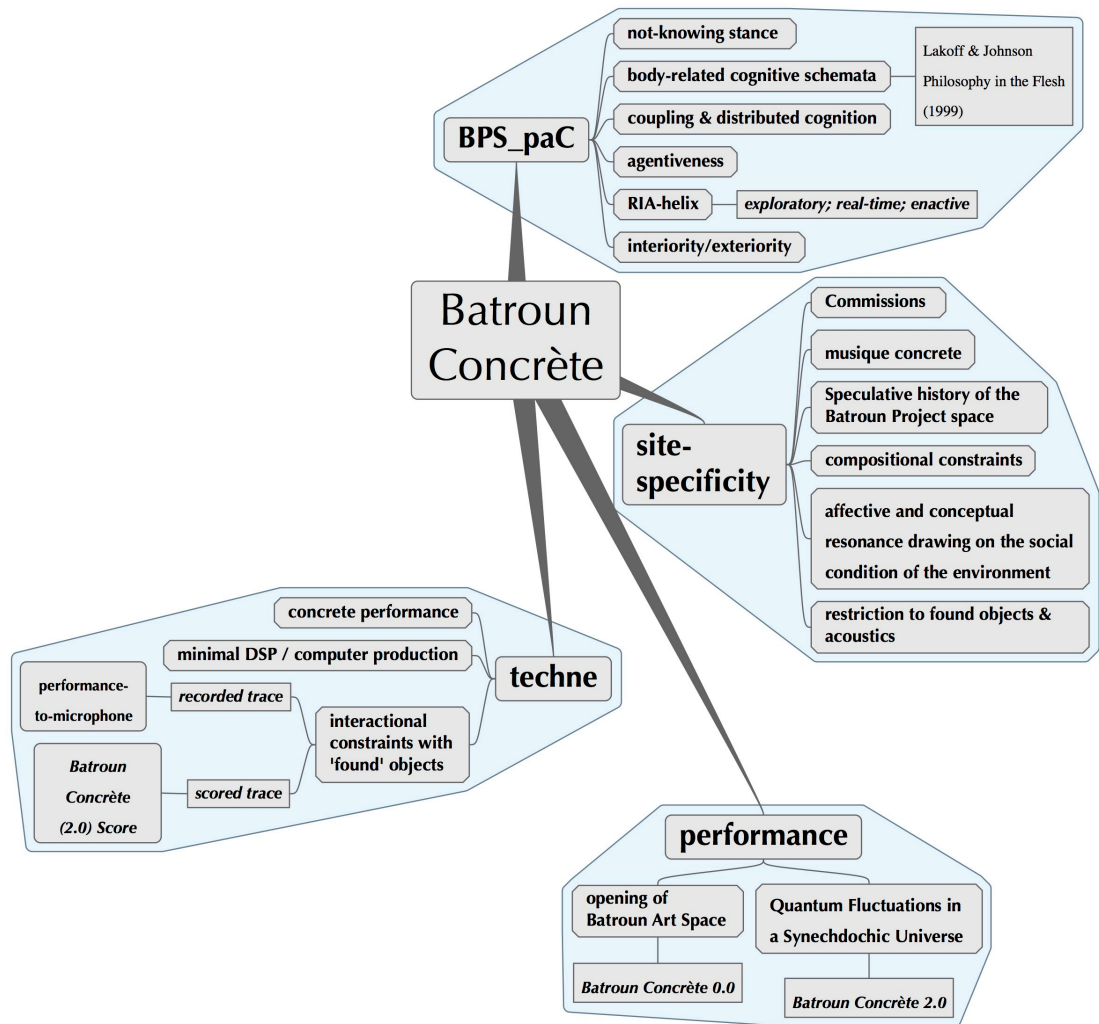 not-knowing stance
body-related cognitive schemata
Lakoff & Johnson
Philosophy in the Flesh
(1999)
coupling & distributed cognition
BPS_paC
agentiveness
RIA-helix
exploratory; real-time; enactive
interiority/exteriority
Batroun
Concrète
Commissions
musique concrete
Speculative history of the
Batroun Project space
site-
specificity
compositional constraints
affective and conceptual
resonance drawing on the social
condition of the environment
restriction to found objects &
acoustics
concrete performance
minimal DSP / computer production
techne
performance-
to-microphone
recorded trace
interactional
constraints with
'found' objects
Batroun
Concrète
(2.0) Score
scored trace
performance
opening of
Batroun Art Space
Quantum Fluctuations in
a Synechdochic Universe
Batroun Concrète 0.0
Batroun Concrète 2.0